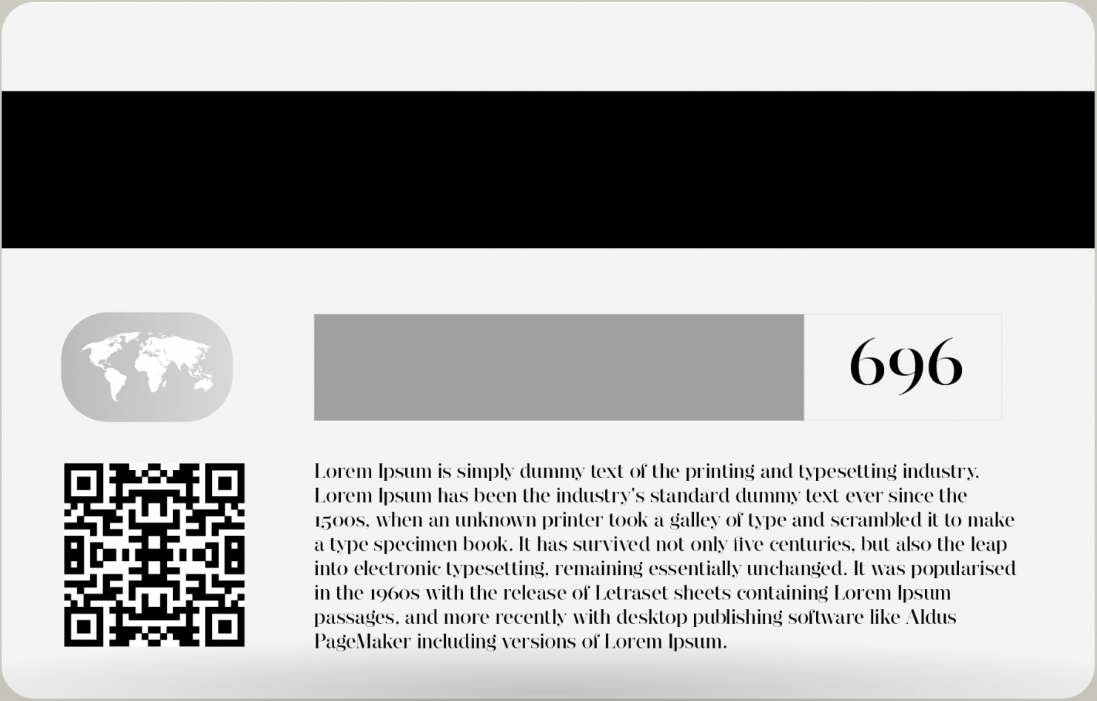 696
Lorem Ipsum is simply dummy text of the printing and typesetting industry.
Lorem Ipsum has been the industry's standard dummy text ever since the
1500s, when an unknown printer took a galley of type and scrambled it to make
a type specimen book. It has survived not only five centuries, but also the leap
into electronic typesetting, remaining essentially unchanged. It was popularised
in the 1960s with the release of Letraset sheets containing Lorem Ipsum
passages, and more recently with desktop publishing software like Aldus
PageMaker including versions of Lorem Ipsum.